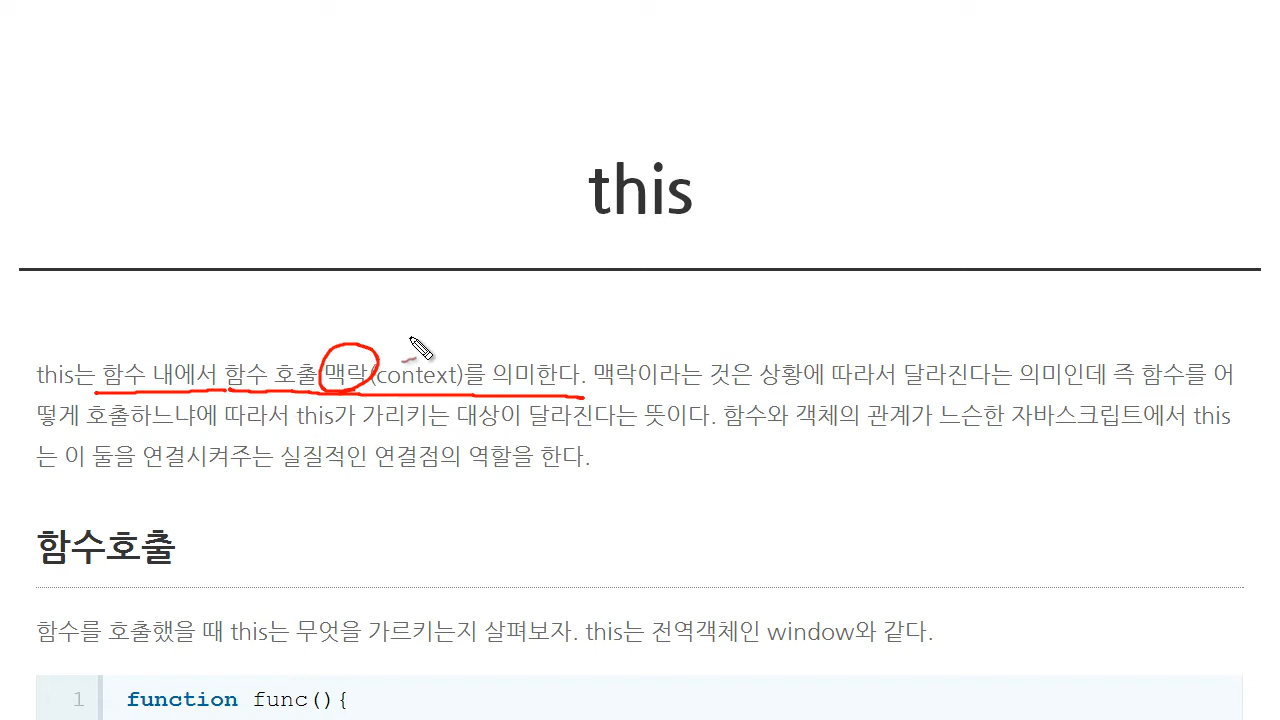 this
this는 함수 내에서 함수 호출 맥락(context)를 의미한다. 맥락이라는 것은 상황에 따라서 달라진다는 의미인데 즉 함수를 어
떻게 호출하느냐에 따라서 this가 가리키는 대상이 달라진다는 뜻이다. 함수와 객체의 관계가 느슨한 자바스크립트에서 this
는 이 둘을 연결시켜주는 실질적인 연결점의 역할을 한다.
함수호출
함수를 호출했을 때 this는 무엇을 가르키는지 살펴보자. this는 전역객체인 window와 같다.
1 function func(){